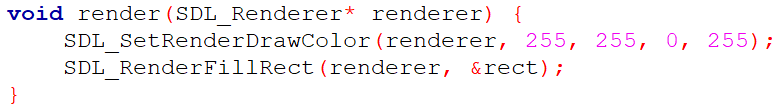 void render(SDL_Renderer* renderer) {
    SDL_SetRenderDrawColor(renderer, 255, 255, 0, 255);
    SDL_RenderFillRect(renderer, &rect);
}